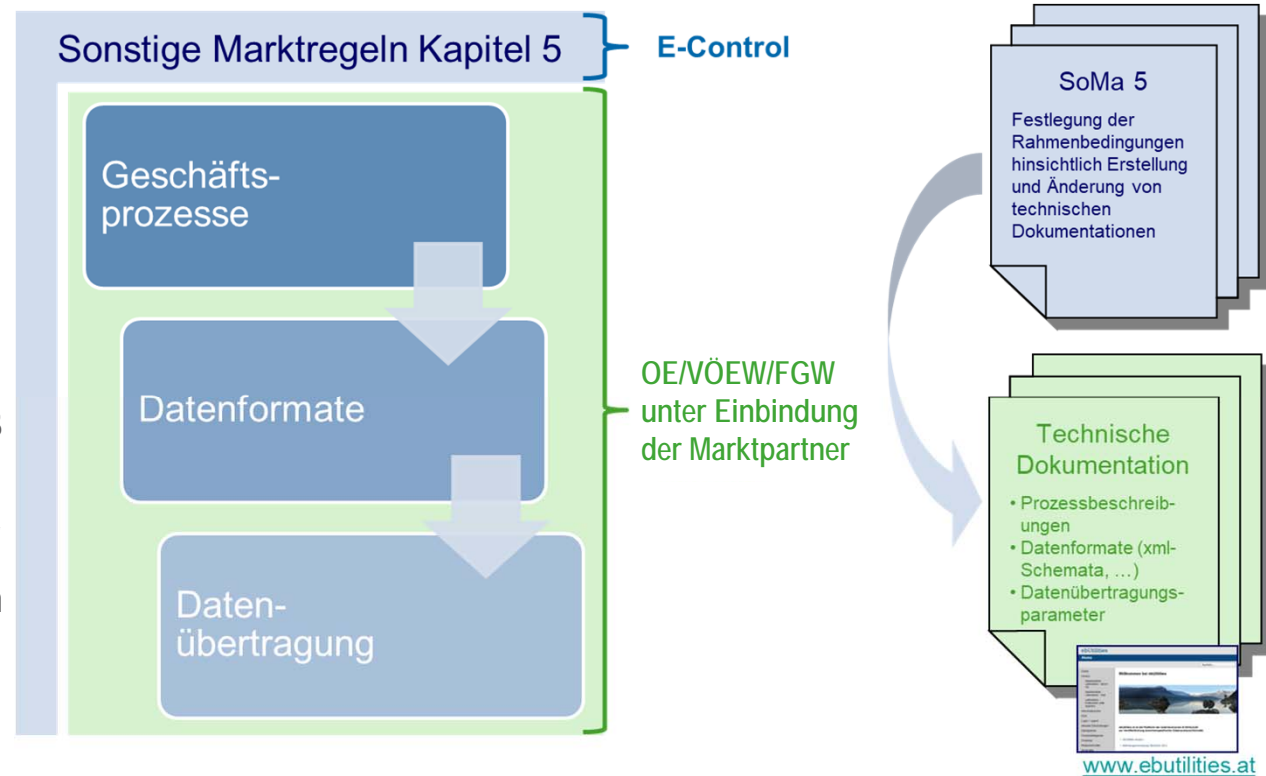 Sonstige Marktregeln Kapitel 5
E-Control
Geschäfts-
prozesse
Datenformate
Daten-
übertragung
OE/VÖEW/FGW
unter Einbindung
der Marktpartner
SoMa 5
Festlegung der
Rahmenbedingungen
hinsichtlich Erstellung
und Änderung von
technischen
Dokumentationen
Technische
Dokumentation
• Prozessbeschreib-
ungen
• Datenformate (xml-
Schemata, …)
• Datenübertragungs-
parameter
www.ebutilities.at